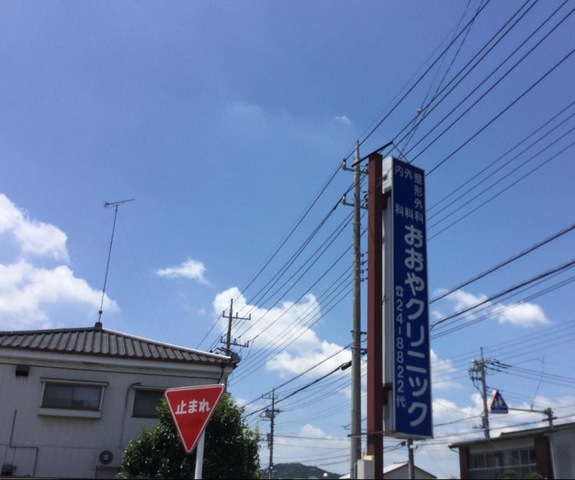 内科
外科
整形外科
おおやクリニック
☎24-8822代
止まれ